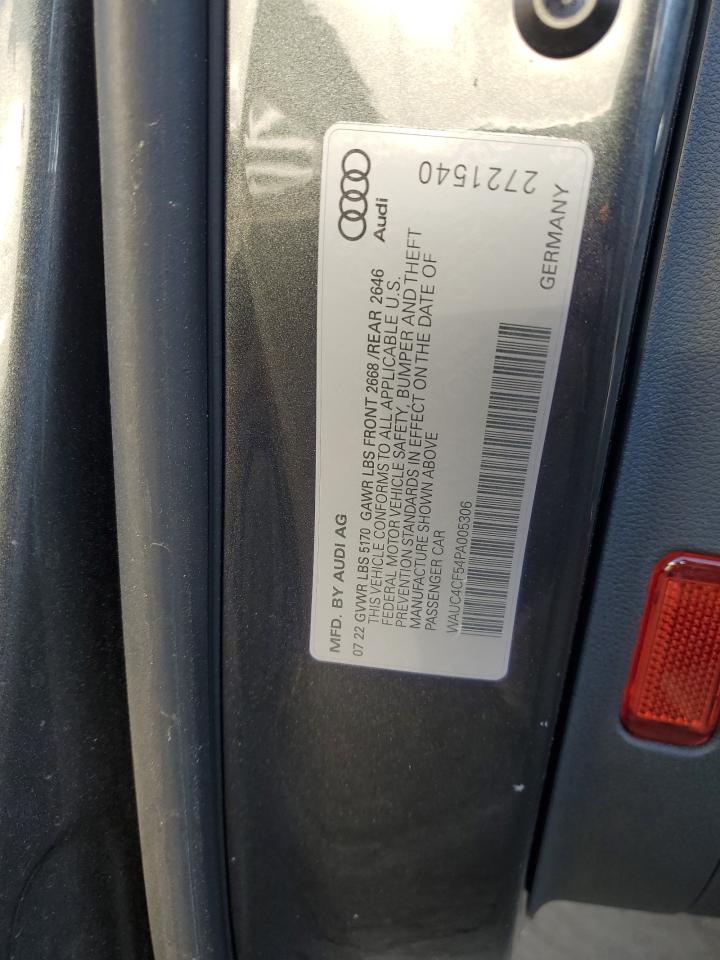 Audi
2721540
MFD. BY AUDI AG
07 22 GVWR LBS 5170 GAWR LBS FRONT 2668/REAR 2646
THIS VEHICLE CONFORMS TO ALL APPLICABLE U.S.
FEDERAL MOTOR VEHICLE SAFETY, BUMPER AND THEFT
PREVENTION STANDARDS IN EFFECT ON THE DATE OF
MANUFACTURE SHOWN ABOVE
PASSENGER CAR
WAUC4CF54PA005306
GERMANY